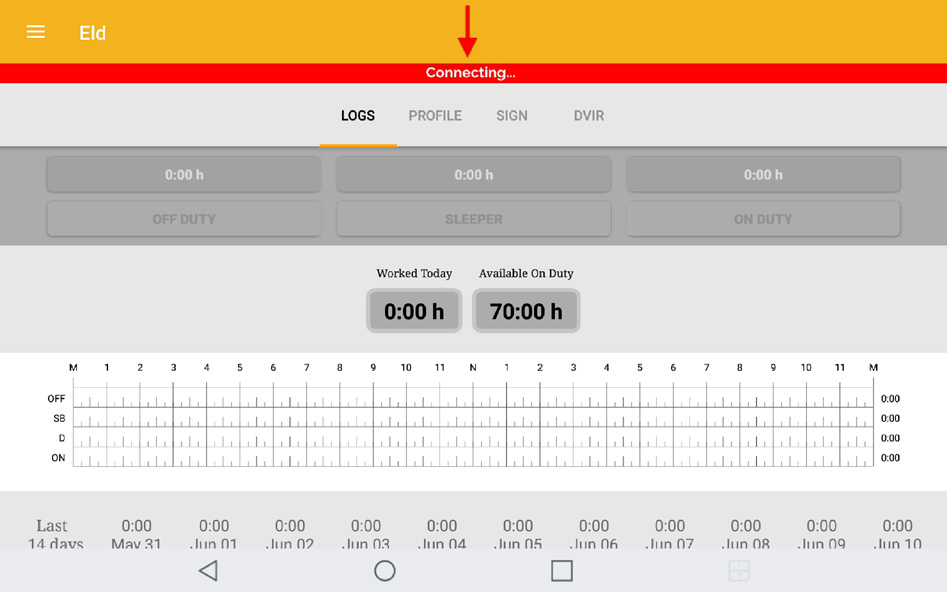 Eld
Connecting...
LOGS PROFILE SIGN DVIR
0:00 h 0:00 h 0:00 h
OFF DUTY SLEEPER ON DUTY
Worked Today Available On Duty
0:00 h 70:00 h
M 1 2 3 4 5 6 7 8 9 10 11 N 1 2 3 4 5 6 7 8 9 10 11 M
OFF 0:00
SB 0:00
D 0:00
ON 0:00
Last 0:00 0:00 0:00 0:00 0:00 0:00 0:00 0:00 0:00 0:00 0:00
14 days May 31 Jun 01 Jun 02 Jun 03 Jun 04 Jun 05 Jun 06 Jun 07 Jun 08 Jun 09 Jun 10